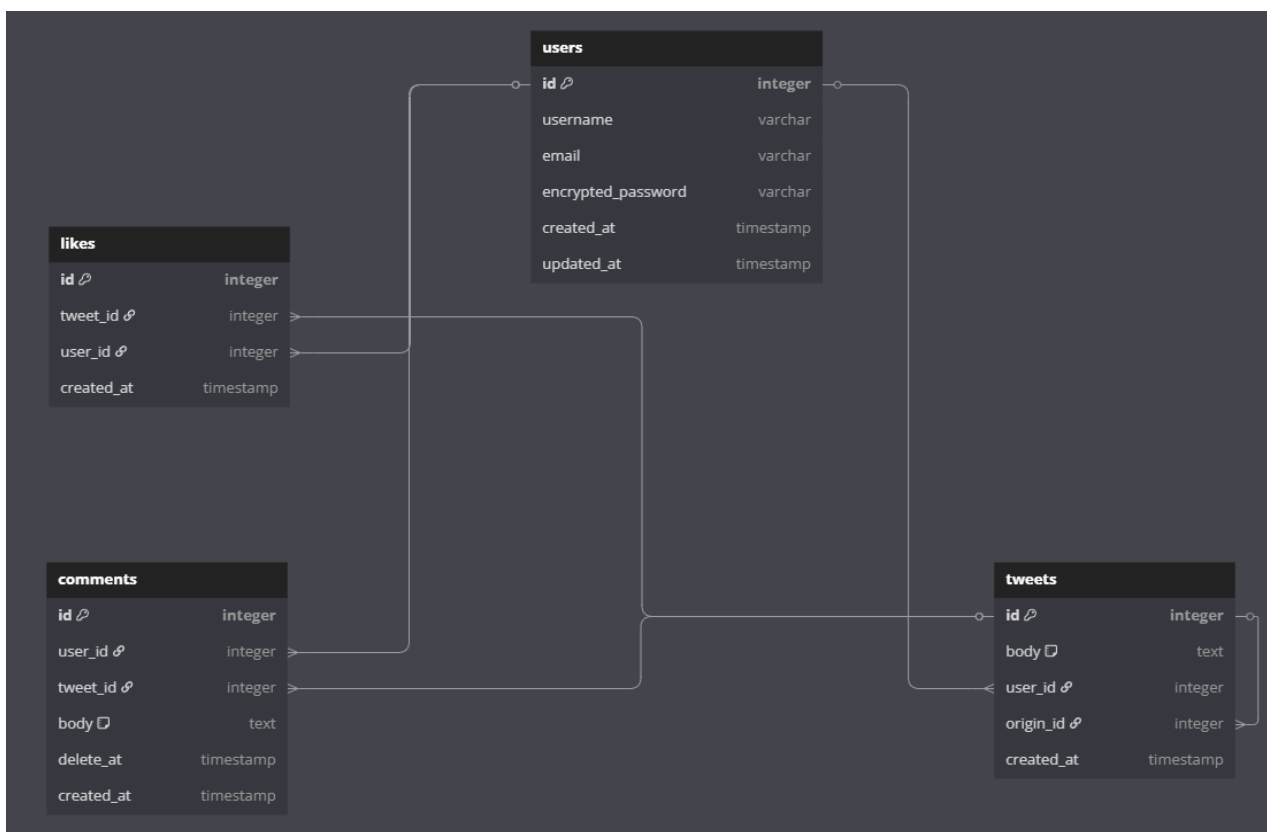 users
id integer
username varchar
email varchar
encrypted_password varchar
created_at timestamp
updated_at timestamp
likes
id integer
tweet_id integer
user_id integer
created_at timestamp
comments
id integer
user_id integer
tweet_id integer
body text
delete_at timestamp
created_at timestamp
tweets
id integer
body text
user_id integer
origin_id integer
created_at timestamp